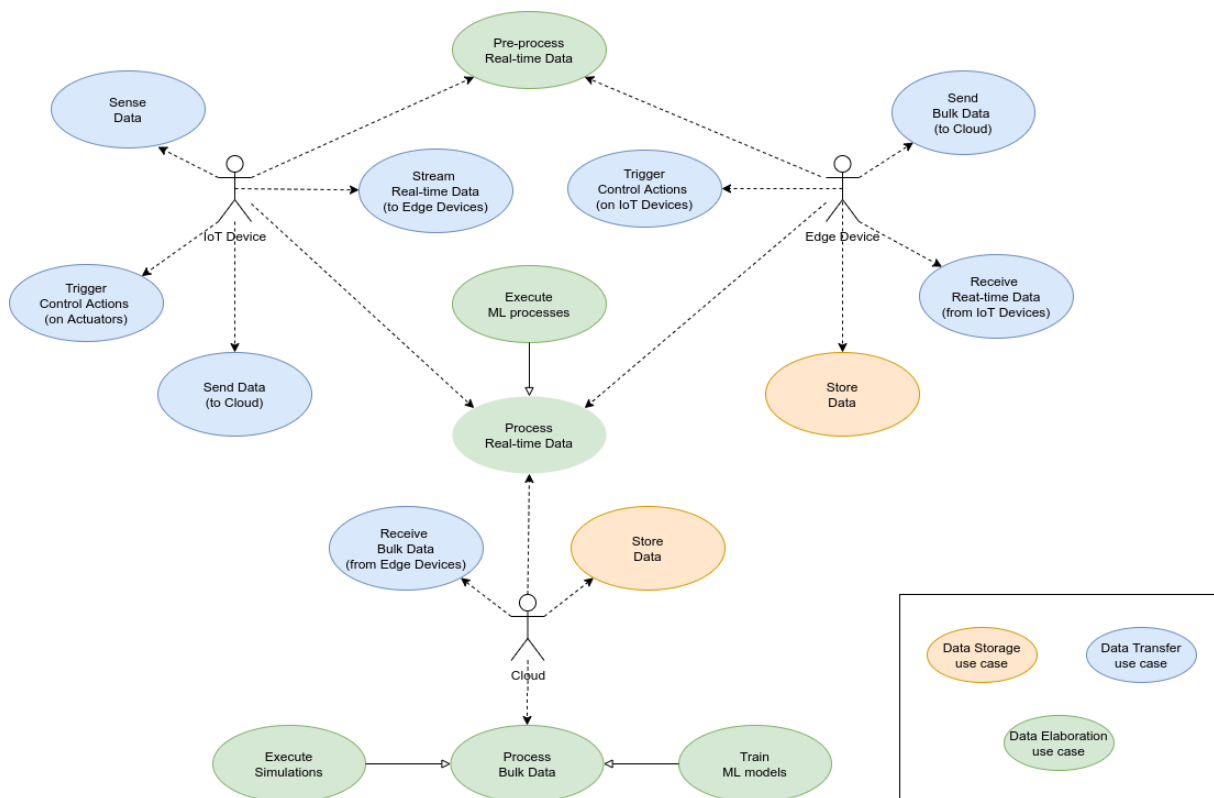 Pre-process
Real-time Data
Sense
Data
Send
Bulk Data
(to Cloud)
Stream
Real-time Data
(to Edge Devices)
Trigger
Control Actions
(on IoT Devices)
IoT Device
Edge Device
Trigger
Control Actions
(on Actuators)
Execute
ML processes
Receive
Reat-time Data
(from IoT Devices)
Send Data
(to Cloud)
Store
Data
Process
Real-time Data
Receive
Bulk Data
(from Edge Devices)
Store
Data
Cloud
Data Storage
use case
Data Transfer
use case
Data Elaboration
use case
Execute
Simulations
Process
Bulk Data
Train
ML models